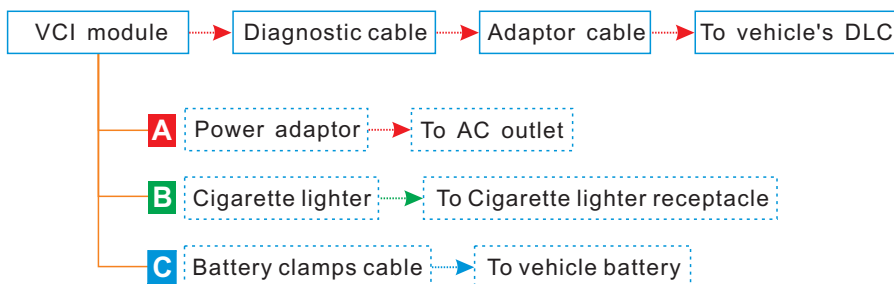 VCI module Diagnostic cable Adaptor cable To vehicle's DLC
A Power adaptor To AC outlet
B Cigarette lighter To Cigarette lighter receptacle
C Battery clamps cable To vehicle battery